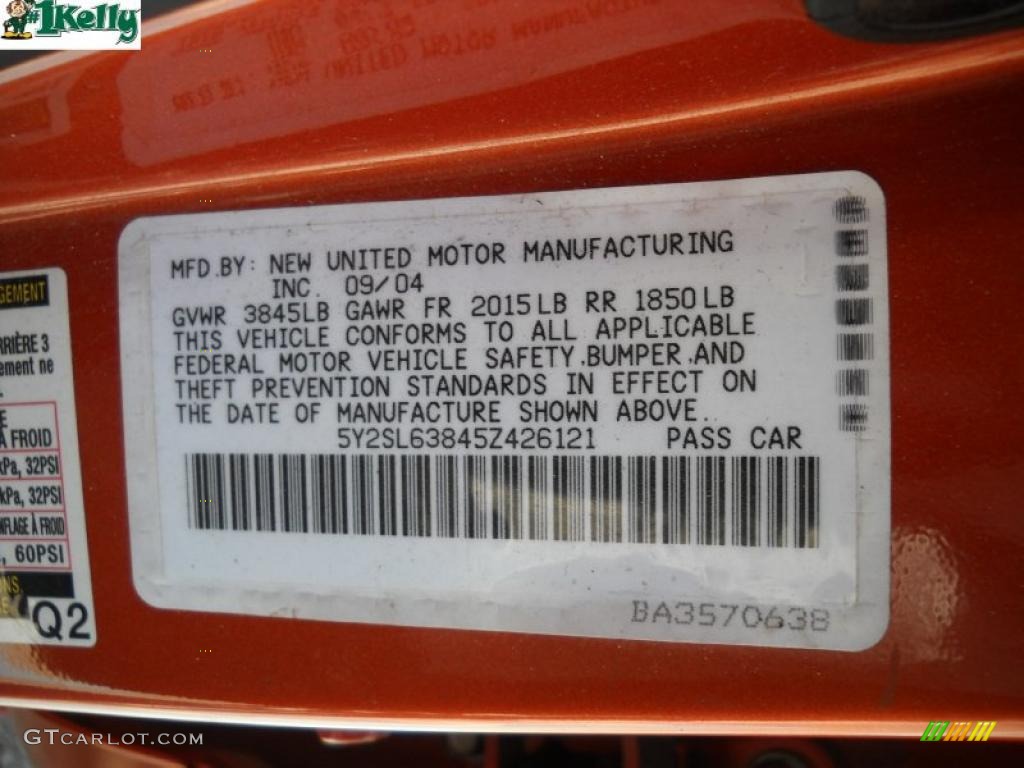 #1Kelly
MFD.BY: NEW UNITED MOTOR MANUFACTURING
INC. 09/04
GVWR 3845LB GAWR FR 2015LB RR 1850LB
THIS VEHICLE CONFORMS TO ALL APPLICABLE
FEDERAL MOTOR VEHICLE SAFETY,BUMPER,AND
THEFT PREVENTION STANDARDS IN EFFECT ON
THE DATE OF MANUFACTURE SHOWN ABOVE.
5Y2SL63845Z426121 PASS CAR
BA3570638
GEMENT
RRIÈRE 3
ement ne
E
À FROID
kPa, 32PSI
kPa, 32PSI
NFLAGE À FROID
, 60PSI
Q2
GTCARLOT.COM